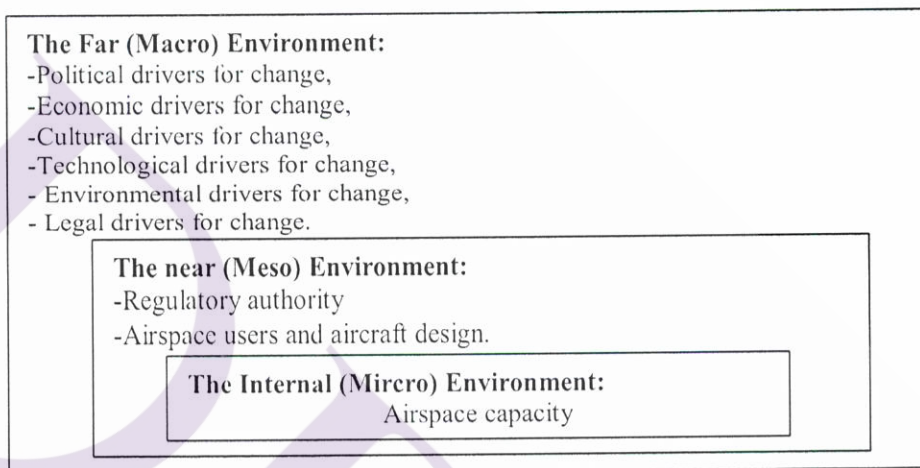 The Far (Macro) Environment:
-Political drivers for change,
-Economic drivers for change,
-Cultural drivers for change,
-Technological drivers for change,
- Environmental drivers for change,
- Legal drivers for change.
The near (Meso) Environment:
-Regulatory authority
-Airspace users and aircraft design.
The Internal (Mircro) Environment:
Airspace capacity